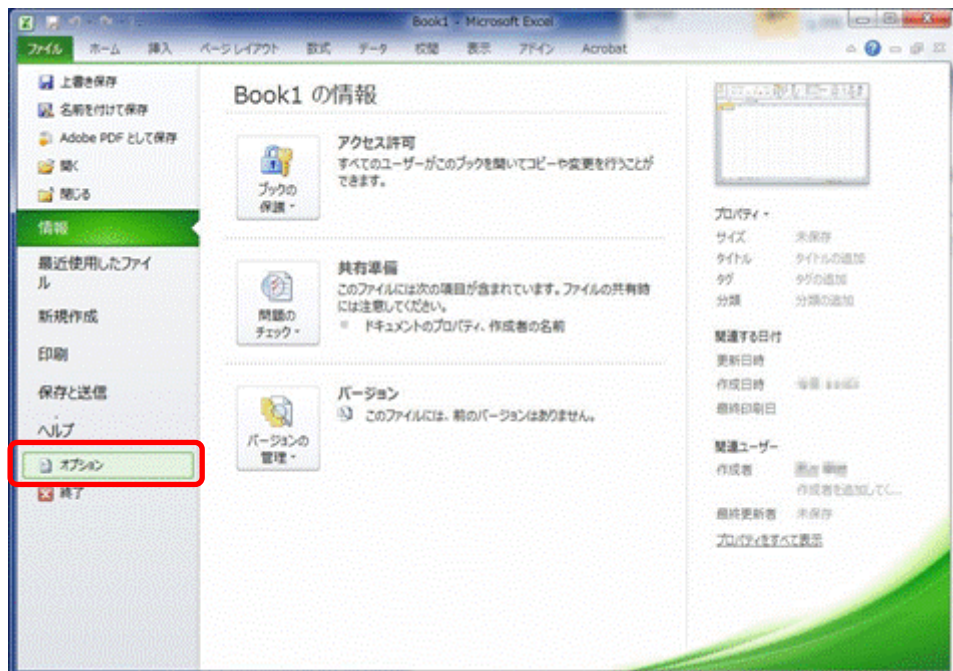 Book1 - Microsoft Excel
ファイル ホーム 挿入 ページ レイアウト 数式 データ 校閲 表示 アドイン Acrobat
上書き保存
名前を付けて保存
Adobe PDF として保存
開く
閉じる
情報
最近使用したファイ
ル
新規作成
印刷
保存と送信
ヘルプ
オプション
終了
Book1 の情報
ブックの
保護
アクセス許可
すべてのユーザーがこのブックを開いてコピーや変更を行うことが
できます。
問題の
チェック
共有準備
このファイルには次の項目が含まれています。ファイルの共有時
には注意してください。
ドキュメントのプロパティ、作成者の名前
バージョンの
管理
バージョン
このファイルには、前のバージョンはありません。
プロパティ
サイズ 未保存
タイトル タイトルの追加
タグ タグの追加
分類 分類の追加
関連する日付
更新日時
作成日時
最終印刷日
関連ユーザー
作成者
作成者を追加してく...
最終更新者 未保存
プロパティをすべて表示